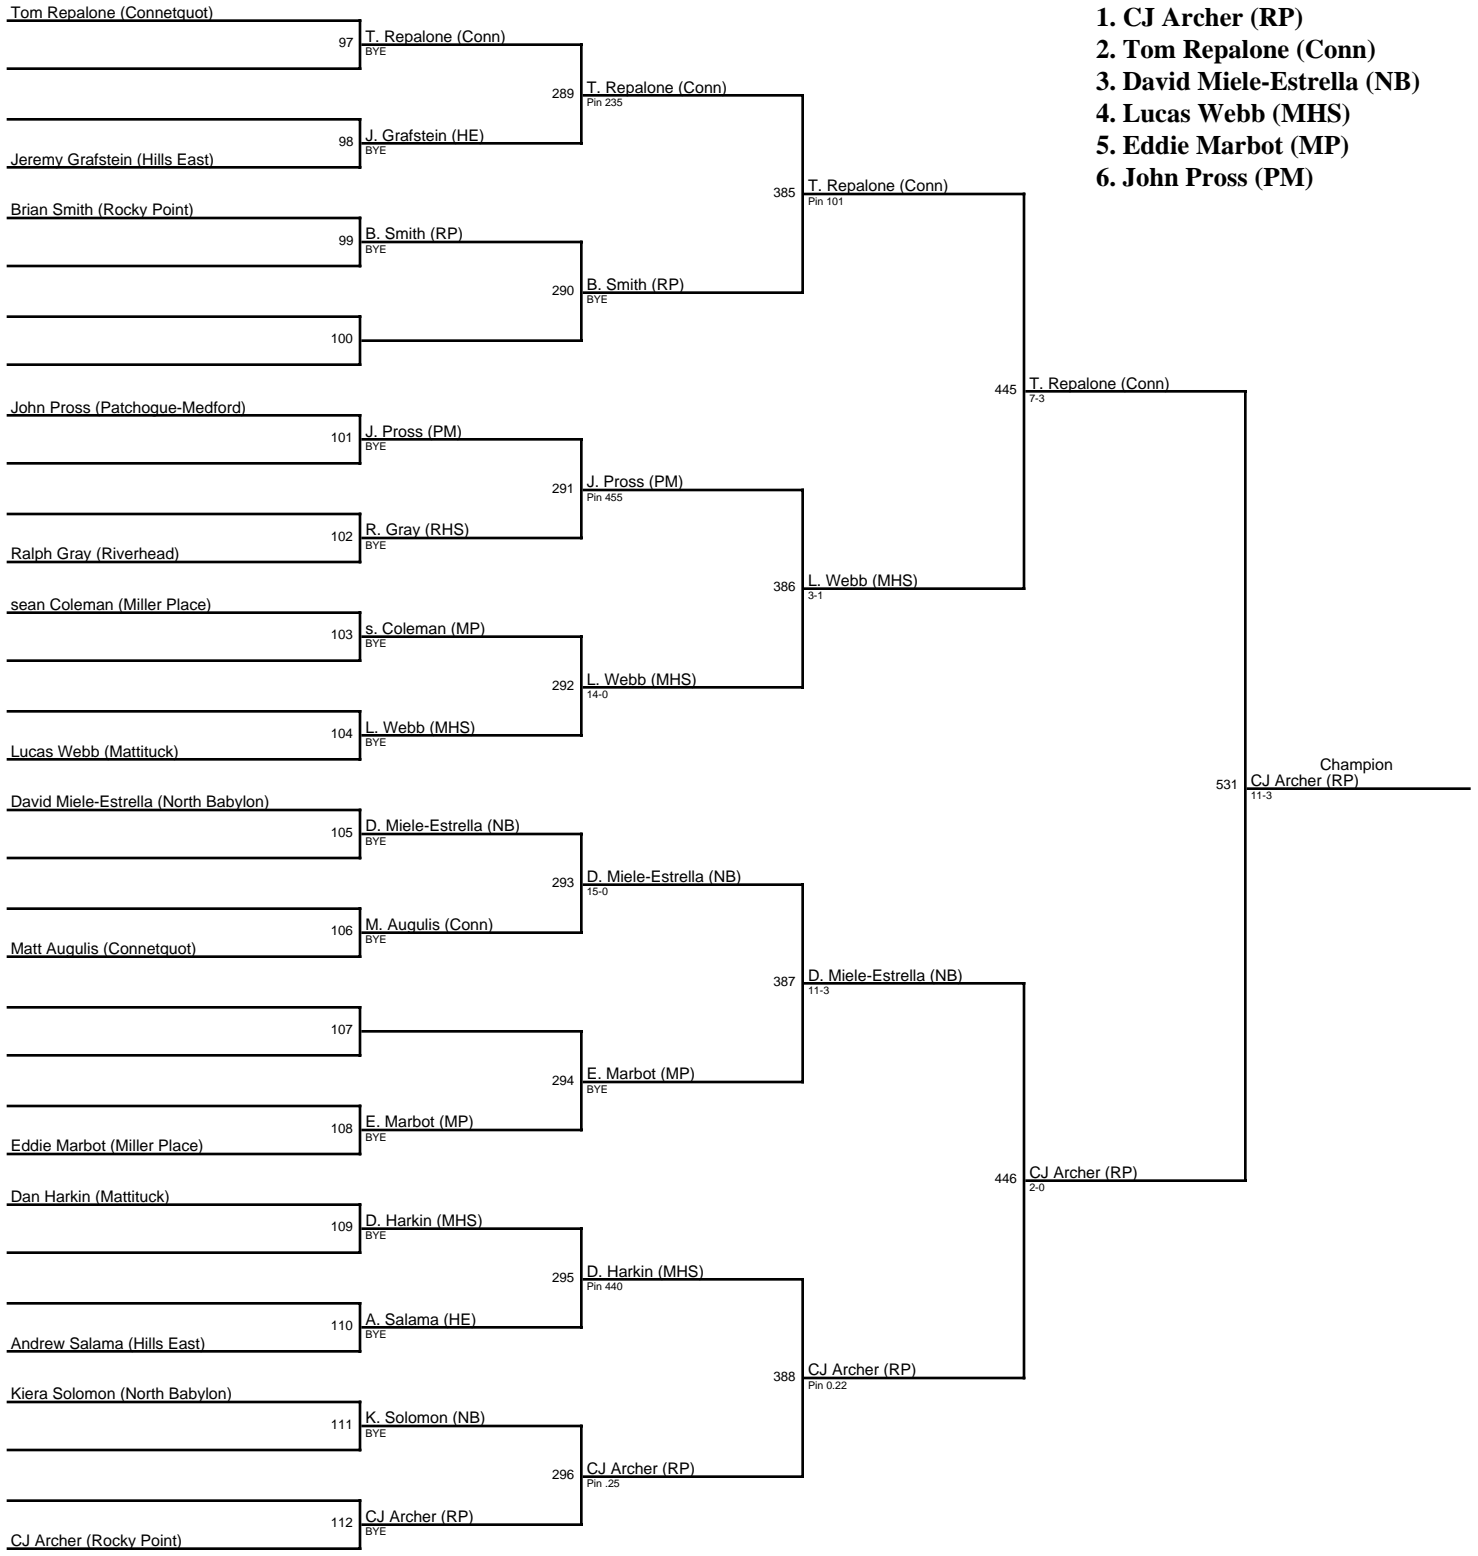 Tom Repalone (Connetquot)
97
T. Repalone (Conn)
BYE
289
T. Repalone (Conn)
Pin 235
98
J. Grafstein (HE)
BYE
Jeremy Grafstein (Hills East)
385
T. Repalone (Conn)
Pin 101
Brian Smith (Rocky Point)
99
B. Smith (RP)
BYE
290
B. Smith (RP)
BYE
100
445
T. Repalone (Conn)
7-3
John Pross (Patchogue-Medford)
101
J. Pross (PM)
BYE
291
J. Pross (PM)
Pin 455
102
R. Gray (RHS)
BYE
Ralph Gray (Riverhead)
386
L. Webb (MHS)
3-1
sean Coleman (Miller Place)
103
s. Coleman (MP)
BYE
292
L. Webb (MHS)
14-0
104
L. Webb (MHS)
BYE
Lucas Webb (Mattituck)
531
Champion
CJ Archer (RP)
11-3
David Miele-Estrella (North Babylon)
105
D. Miele-Estrella (NB)
BYE
293
D. Miele-Estrella (NB)
15-0
106
M. Augulis (Conn)
BYE
Matt Augulis (Connetquot)
387
D. Miele-Estrella (NB)
11-3
107
294
E. Marbot (MP)
BYE
108
E. Marbot (MP)
BYE
Eddie Marbot (Miller Place)
446
CJ Archer (RP)
2-0
Dan Harkin (Mattituck)
109
D. Harkin (MHS)
BYE
295
D. Harkin (MHS)
Pin 440
110
A. Salama (HE)
BYE
Andrew Salama (Hills East)
388
CJ Archer (RP)
Pin 0.22
Kiera Solomon (North Babylon)
111
K. Solomon (NB)
BYE
296
CJ Archer (RP)
Pin .25
112
CJ Archer (RP)
BYE
CJ Archer (Rocky Point)
1. CJ Archer (RP)
2. Tom Repalone (Conn)
3. David Miele-Estrella (NB)
4. Lucas Webb (MHS)
5. Eddie Marbot (MP)
6. John Pross (PM)